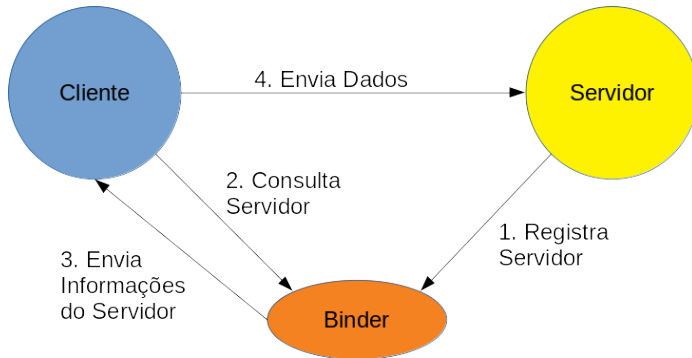 Cliente
4. Envia Dados
Servidor
2. Consulta
Servidor
1. Registra
Servidor
3. Envia
Informações
do Servidor
Binder